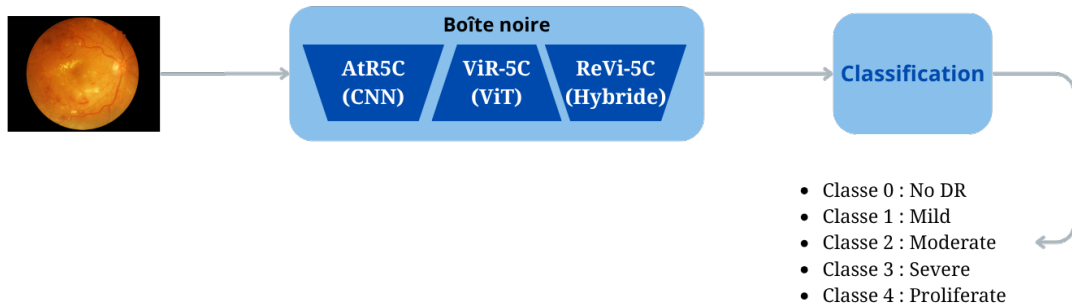 Boîte noire
AtR5C
(CNN)
ViR-5C
(ViT)
ReVi-5C
(Hybride)
Classification
• Classe 0 : No DR
• Classe 1 : Mild
• Classe 2 : Moderate
• Classe 3 : Severe
• Classe 4 : Proliferate